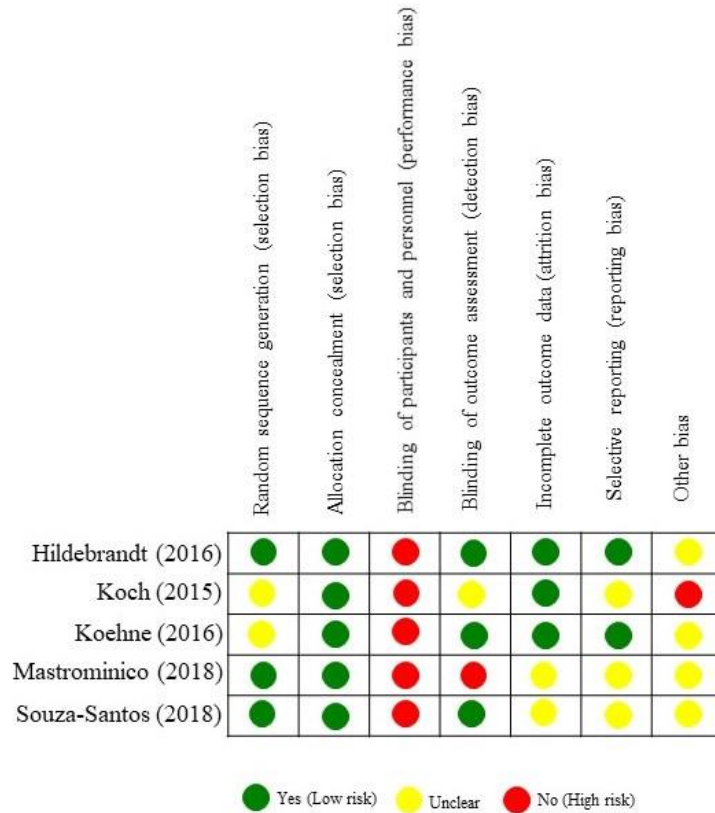 Random sequence generation (selection bias)
Allocation concealment (selection bias)
Blinding of participants and personnel (performance bias)
Blinding of outcome assessment (detection bias)
Incomplete outcome data (attrition bias)
Selective reporting (reporting bias)
Other bias
Hildebrandt (2016)
Koch (2015)
Koehne (2016)
Mastrominico (2018)
Souza-Santos (2018)
Yes (Low risk)
Unclear
No (High risk)